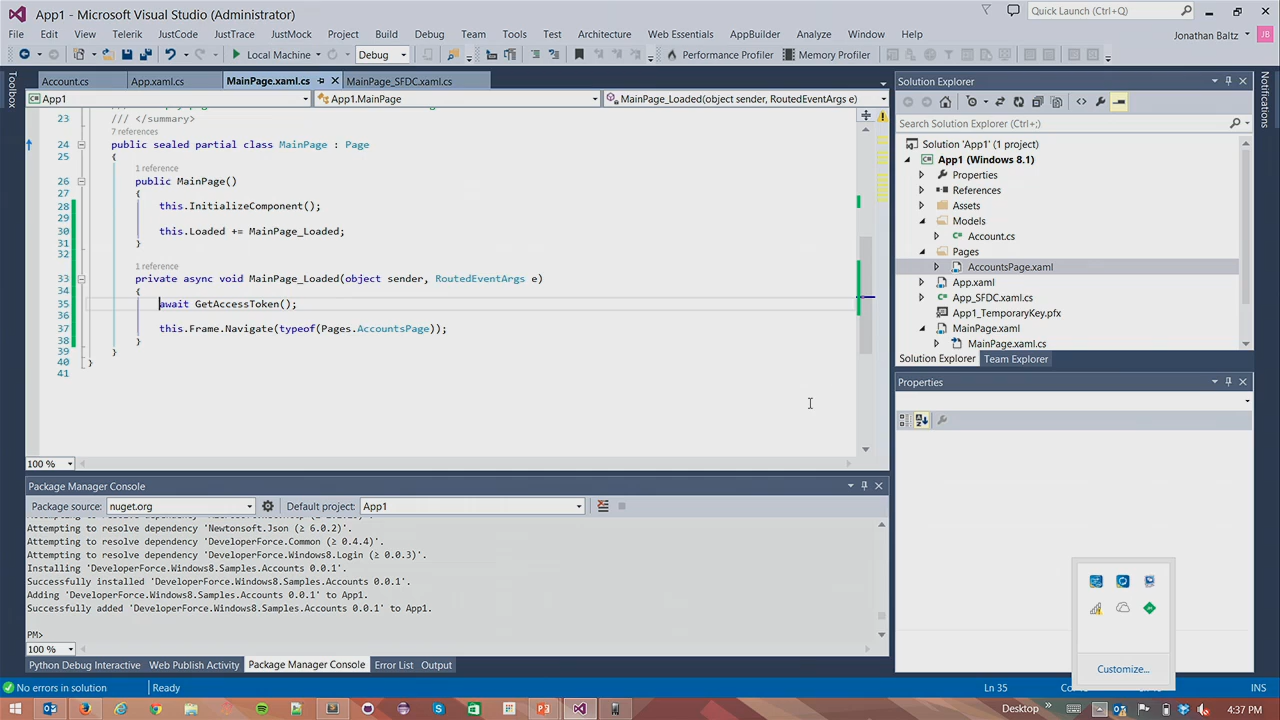 App1 - Microsoft Visual Studio (Administrator)
Quick Launch (Ctrl+Q)
File Edit View Telerik JustCode JustTrace JustMock Project Build Debug Team Tools Architecture Test Web Essentials AppBuilder Analyze Window Help
Jonathan Baltz JB
Local Machine Debug Performance Profiler Memory Profiler
Toolbox
Account.cs App.xaml.cs MainPage.xaml.cs MainPage_SFDC.xaml.cs
App1 App1.MainPage MainPage_Loaded(object sender, RoutedEventArgs e)
23 /// </summary>
7 references
24 public sealed partial class MainPage : Page
25 {
1 reference
26 public MainPage()
27 {
28 this.InitializeComponent();
29
30 this.Loaded += MainPage_Loaded;
31 }
32
1 reference
33 private async void MainPage_Loaded(object sender, RoutedEventArgs e)
34 {
35 await GetAccessToken();
36
37 this.Frame.Navigate(typeof(Pages.AccountsPage));
38 }
39 }
40 }
41
100 %
Package Manager Console
Package source: nuget.org Default project: App1
Attempting to resolve dependency 'Newtonsoft.Json (≥ 6.0.2)'.
Attempting to resolve dependency 'DeveloperForce.Common (≥ 0.4.4)'.
Attempting to resolve dependency 'DeveloperForce.Windows8.Login (≥ 0.0.3)'.
Installing 'DeveloperForce.Windows8.Samples.Accounts 0.0.1'.
Successfully installed 'DeveloperForce.Windows8.Samples.Accounts 0.0.1'.
Adding 'DeveloperForce.Windows8.Samples.Accounts 0.0.1' to App1.
Successfully added 'DeveloperForce.Windows8.Samples.Accounts 0.0.1' to App1.
PM>
100 %
Python Debug Interactive Web Publish Activity Package Manager Console Error List Output
Solution Explorer
Search Solution Explorer (Ctrl+;)
Solution 'App1' (1 project)
App1 (Windows 8.1)
Properties
References
Assets
Models
Account.cs
Pages
AccountsPage.xaml
App.xaml
App_SFDC.xaml.cs
App1_TemporaryKey.pfx
MainPage.xaml
MainPage.xaml.cs
Solution Explorer Team Explorer
Properties
Notifications
Customize...
No errors in solution Ready Ln 35 INS
Desktop 4:37 PM